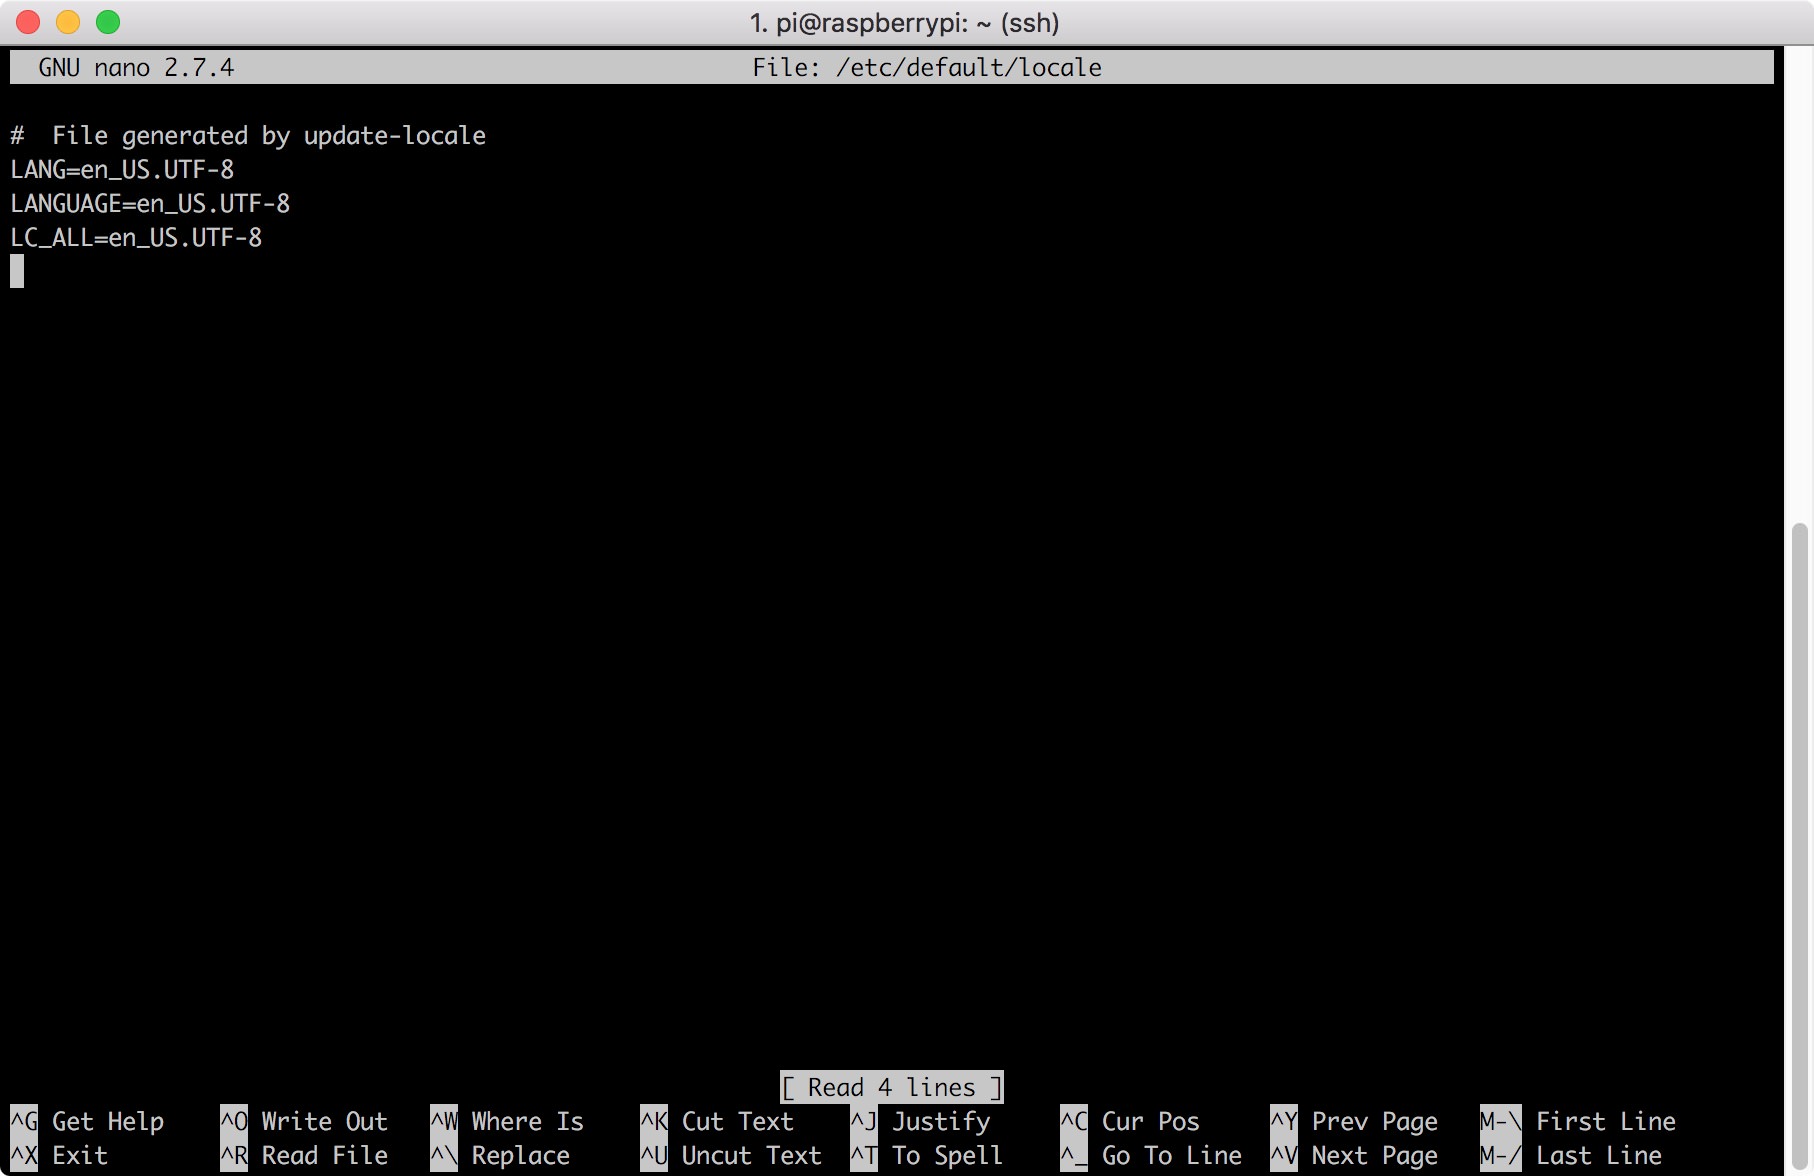 1. pi@raspberrypi: ~ (ssh)
GNU nano 2.7.4 File: /etc/default/locale
#  File generated by update-locale
LANG=en_US.UTF-8
LANGUAGE=en_US.UTF-8
LC_ALL=en_US.UTF-8
[ Read 4 lines ]
^G Get Help ^O Write Out ^W Where Is ^K Cut Text ^J Justify ^C Cur Pos ^Y Prev Page M-\ First Line
^X Exit ^R Read File ^\ Replace ^U Uncut Text ^T To Spell ^_ Go To Line ^V Next Page M-/ Last Line